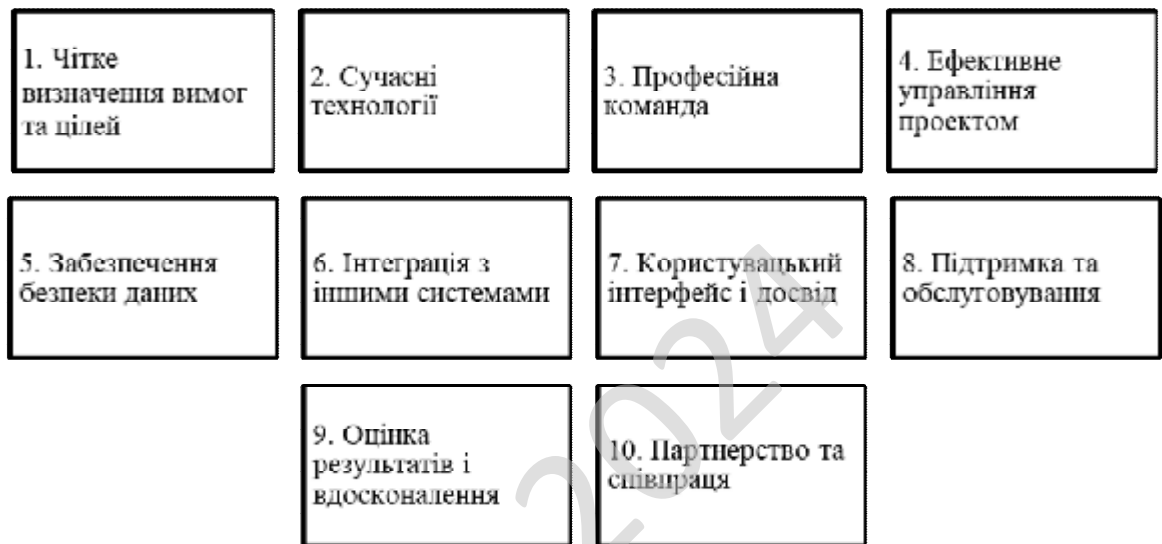 1. Чітке
визначення вимог
та цілей
2. Сучасні
технології
3. Професійна
команда
4. Ефективне
управління
проєктом
5. Забезпечення
безпеки даних
6. Інтеграція з
іншими системами
7. Користувацький
інтерфейс і досвід
8. Підтримка та
обслуговування
9. Оцінка
результатів і
вдосконалення
10. Партнерство та
співпраця
2024